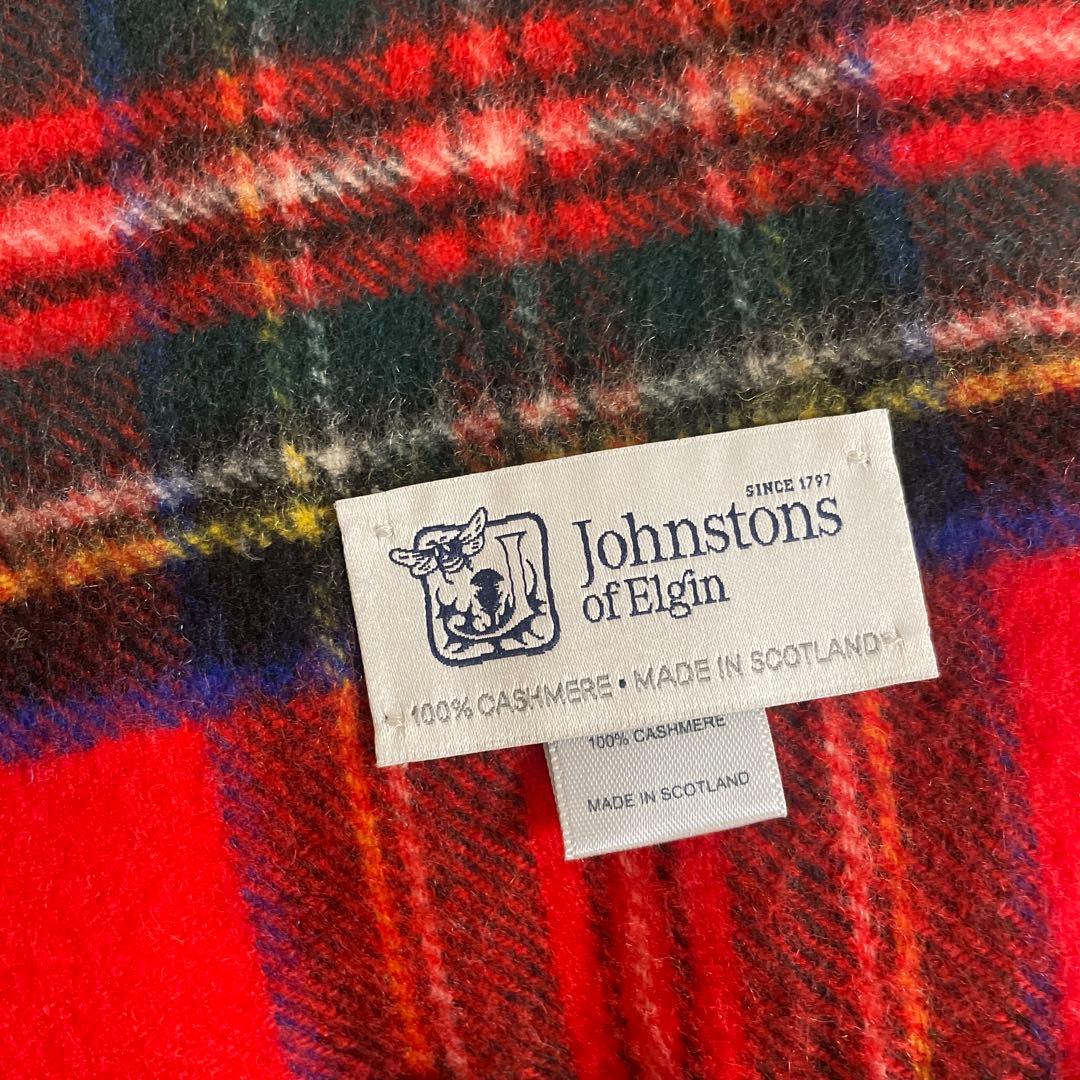 SINCE 1797
Johnstons
of Elgin
100% CASHMERE • MADE IN SCOTLAND
100% CASHMERE
MADE IN SCOTLAND